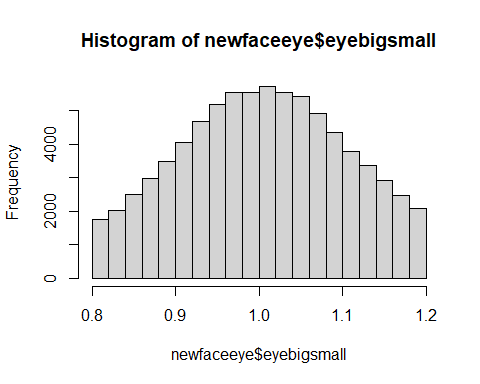 Histogram of newfaceeye$eyebigsmall
Frequency
4000
2000
0
0.8 0.9 1.0 1.1 1.2
newfaceeye$eyebigsmall